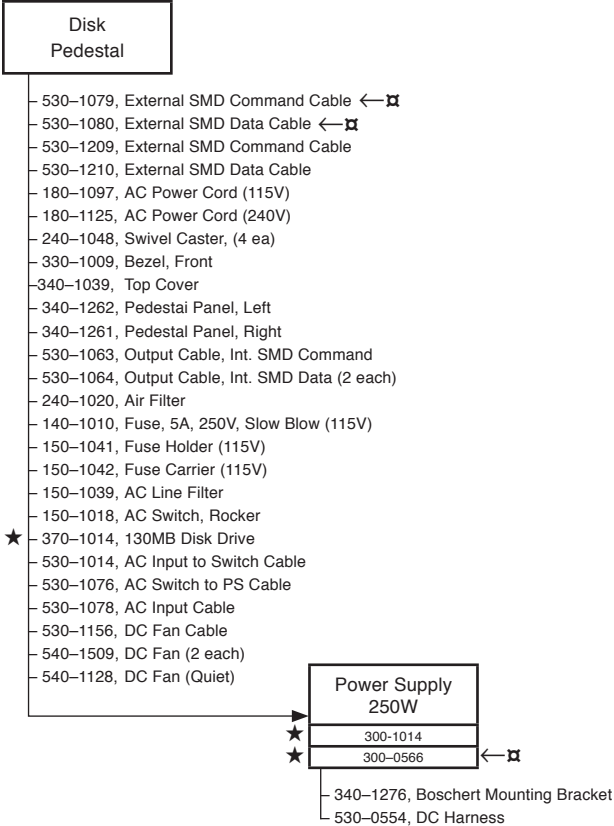 Disk
Pedestal
530–1079, External SMD Command Cable ←¤
530–1080, External SMD Data Cable ←¤
530–1209, External SMD Command Cable
530–1210, External SMD Data Cable
180–1097, AC Power Cord (115V)
180–1125, AC Power Cord (240V)
240–1048, Swivel Caster, (4 ea)
330–1009, Bezel, Front
340–1039, Top Cover
340–1262, Pedestai Panel, Left
340–1261, Pedestal Panel, Right
530–1063, Output Cable, Int. SMD Command
530–1064, Output Cable, Int. SMD Data (2 each)
240–1020, Air Filter
140–1010, Fuse, 5A, 250V, Slow Blow (115V)
150–1041, Fuse Holder (115V)
150–1042, Fuse Carrier (115V)
150–1039, AC Line Filter
150–1018, AC Switch, Rocker
★ 370–1014, 130MB Disk Drive
530–1014, AC Input to Switch Cable
530–1076, AC Switch to PS Cable
530–1078, AC Input Cable
530–1156, DC Fan Cable
540–1509, DC Fan (2 each)
540–1128, DC Fan (Quiet)
Power Supply
250W
★ 300-1014
★ 300–0566 ←¤
340–1276, Boschert Mounting Bracket
530–0554, DC Harness